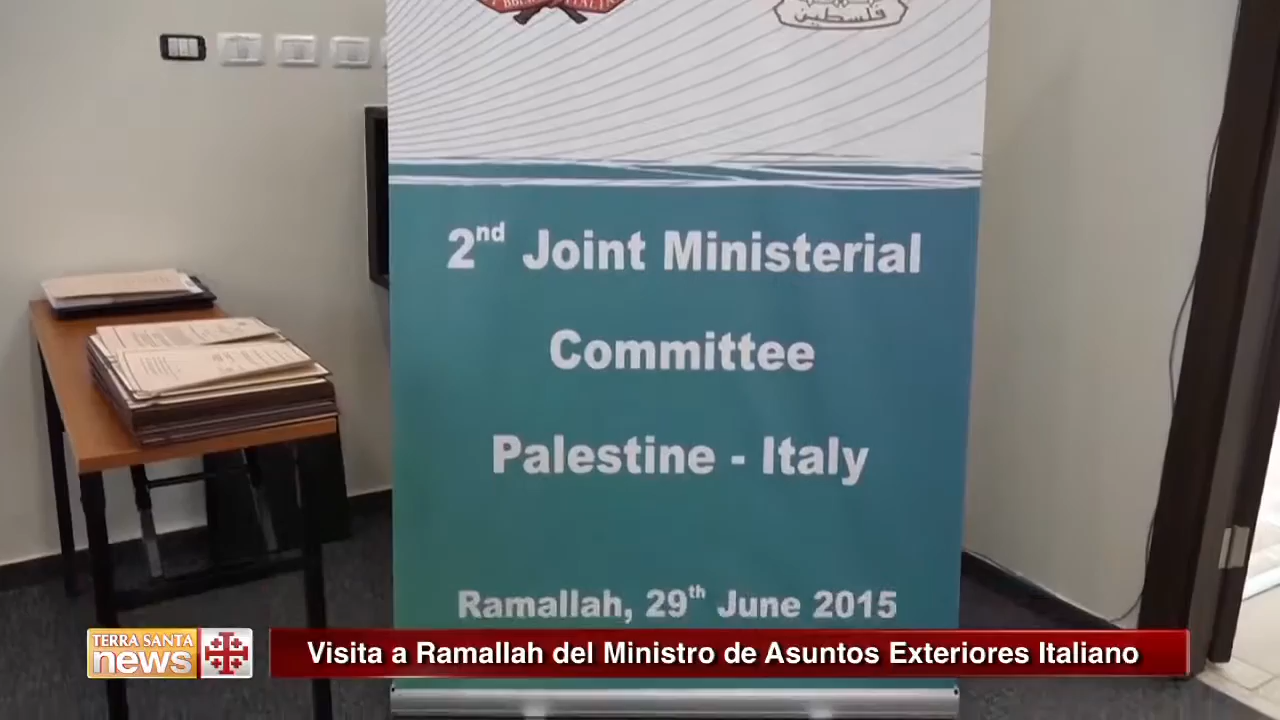 فلسطين
2nd Joint Ministerial
Committee
Palestine - Italy
Ramallah, 29th June 2015
TERRA SANTA
news
Visita a Ramallah del Ministro de Asuntos Exteriores Italiano